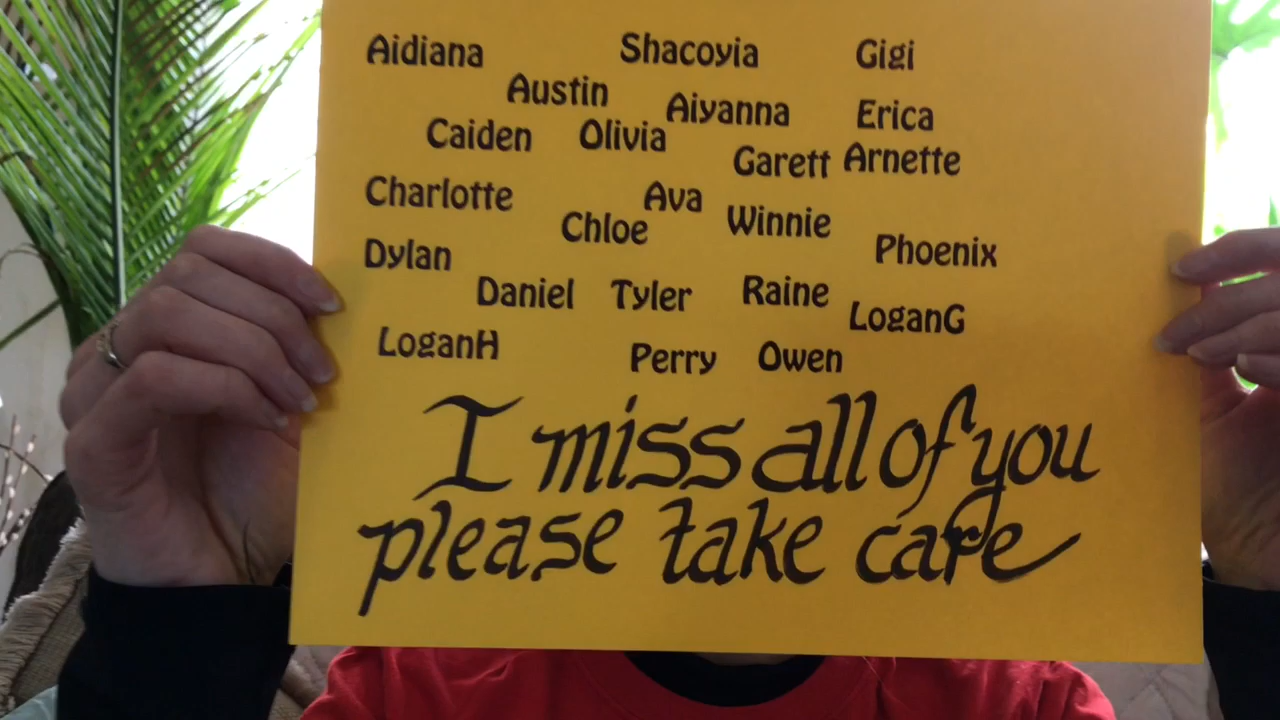 Aidiana Shacoyia Gigi
Austin Aiyanna Erica
Caiden Olivia Garett Arnette
Charlotte Ava
Chloe Winnie Phoenix
Dylan
Daniel Tyler Raine LoganG
LoganH Perry Owen
I miss all of you
please take care